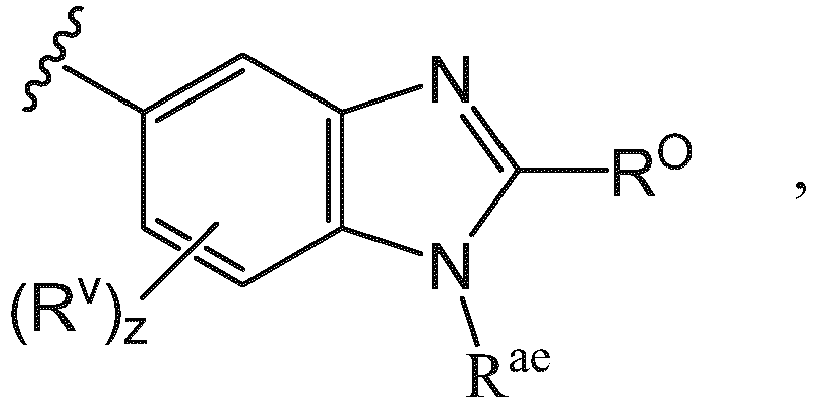 N
R^O ,
(R^v)_z
N
R^ae